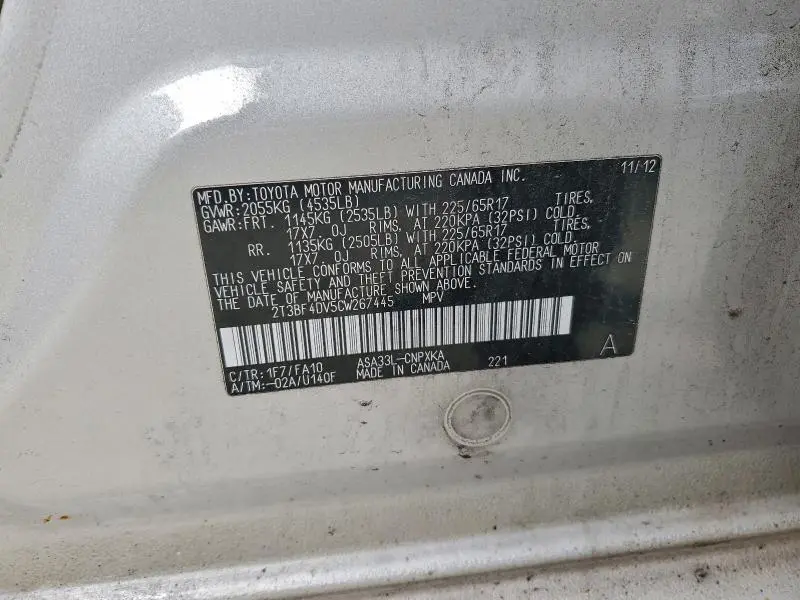 MFD.BY:TOYOTA MOTOR MANUFACTURING CANADA INC. 11/12
GVWR:2055KG (4535LB)
GAWR:FRT. 1145KG (2535LB) WITH 225/65R17 TIRES,
17X7. 0J RIMS, AT 220KPA (32PSI) COLD.
RR. 1135KG (2505LB) WITH 225/65R17 TIRES,
17X7. 0J RIMS, AT 220KPA (32PSI) COLD.
THIS VEHICLE CONFORMS TO ALL APPLICABLE FEDERAL MOTOR
VEHICLE SAFETY AND THEFT PREVENTION STANDARDS IN EFFECT ON
THE DATE OF MANUFACTURE SHOWN ABOVE.
2T3BF4DV5CW267445 MPV
C/TR:1F7/FA10 ASA33L-CNPXKA 221 A
A/TM:-02A/U140F MADE IN CANADA